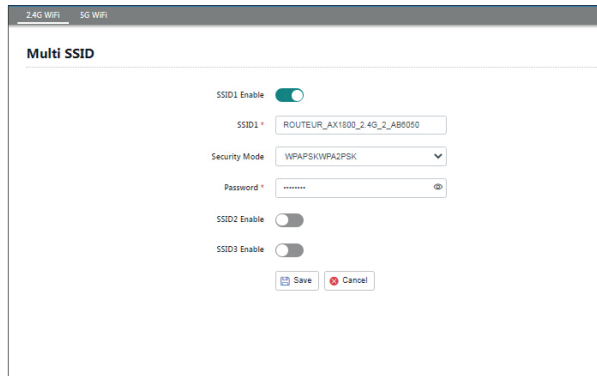 2.4G WiFi 5G WiFi
Multi SSID
SSID1 Enable
SSID1 * ROUTEUR_AX1800_2.4G_2_AB6050
Security Mode WPAPSKWPA2PSK
Password * ••••••••
SSID2 Enable
SSID3 Enable
Save Cancel